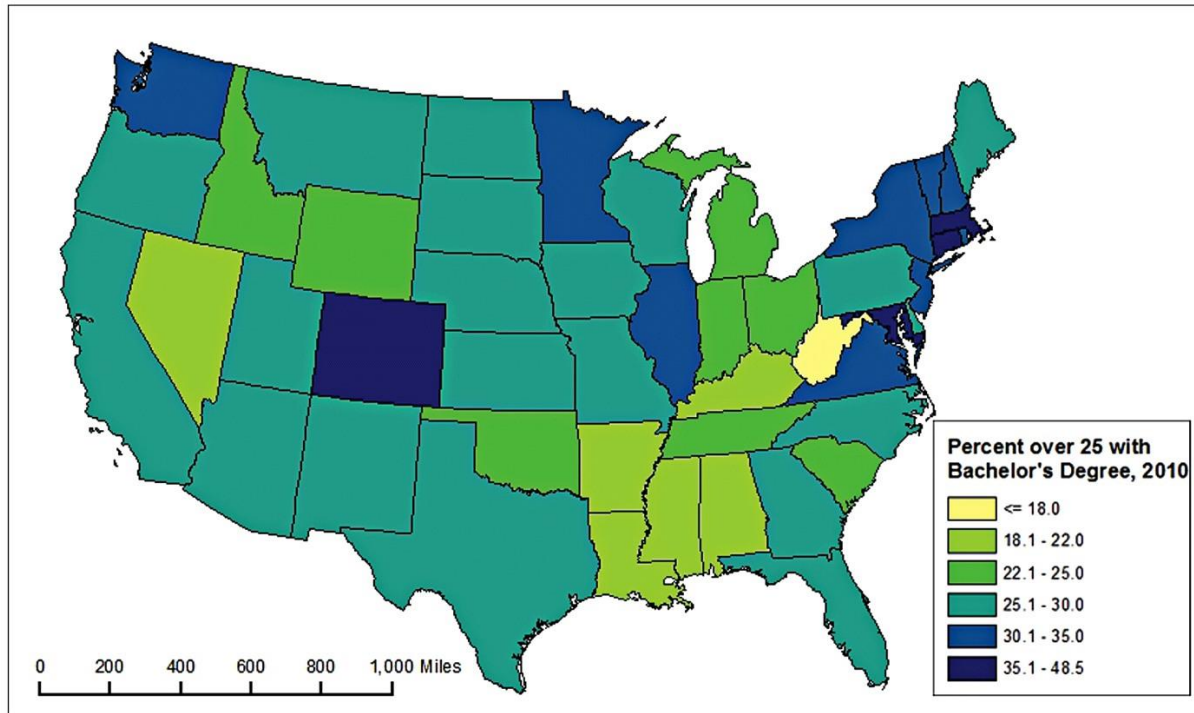 Percent over 25 with
Bachelor's Degree, 2010
<= 18.0
18.1 - 22.0
22.1 - 25.0
25.1 - 30.0
30.1 - 35.0
35.1 - 48.5
0 200 400 600 800 1,000 Miles